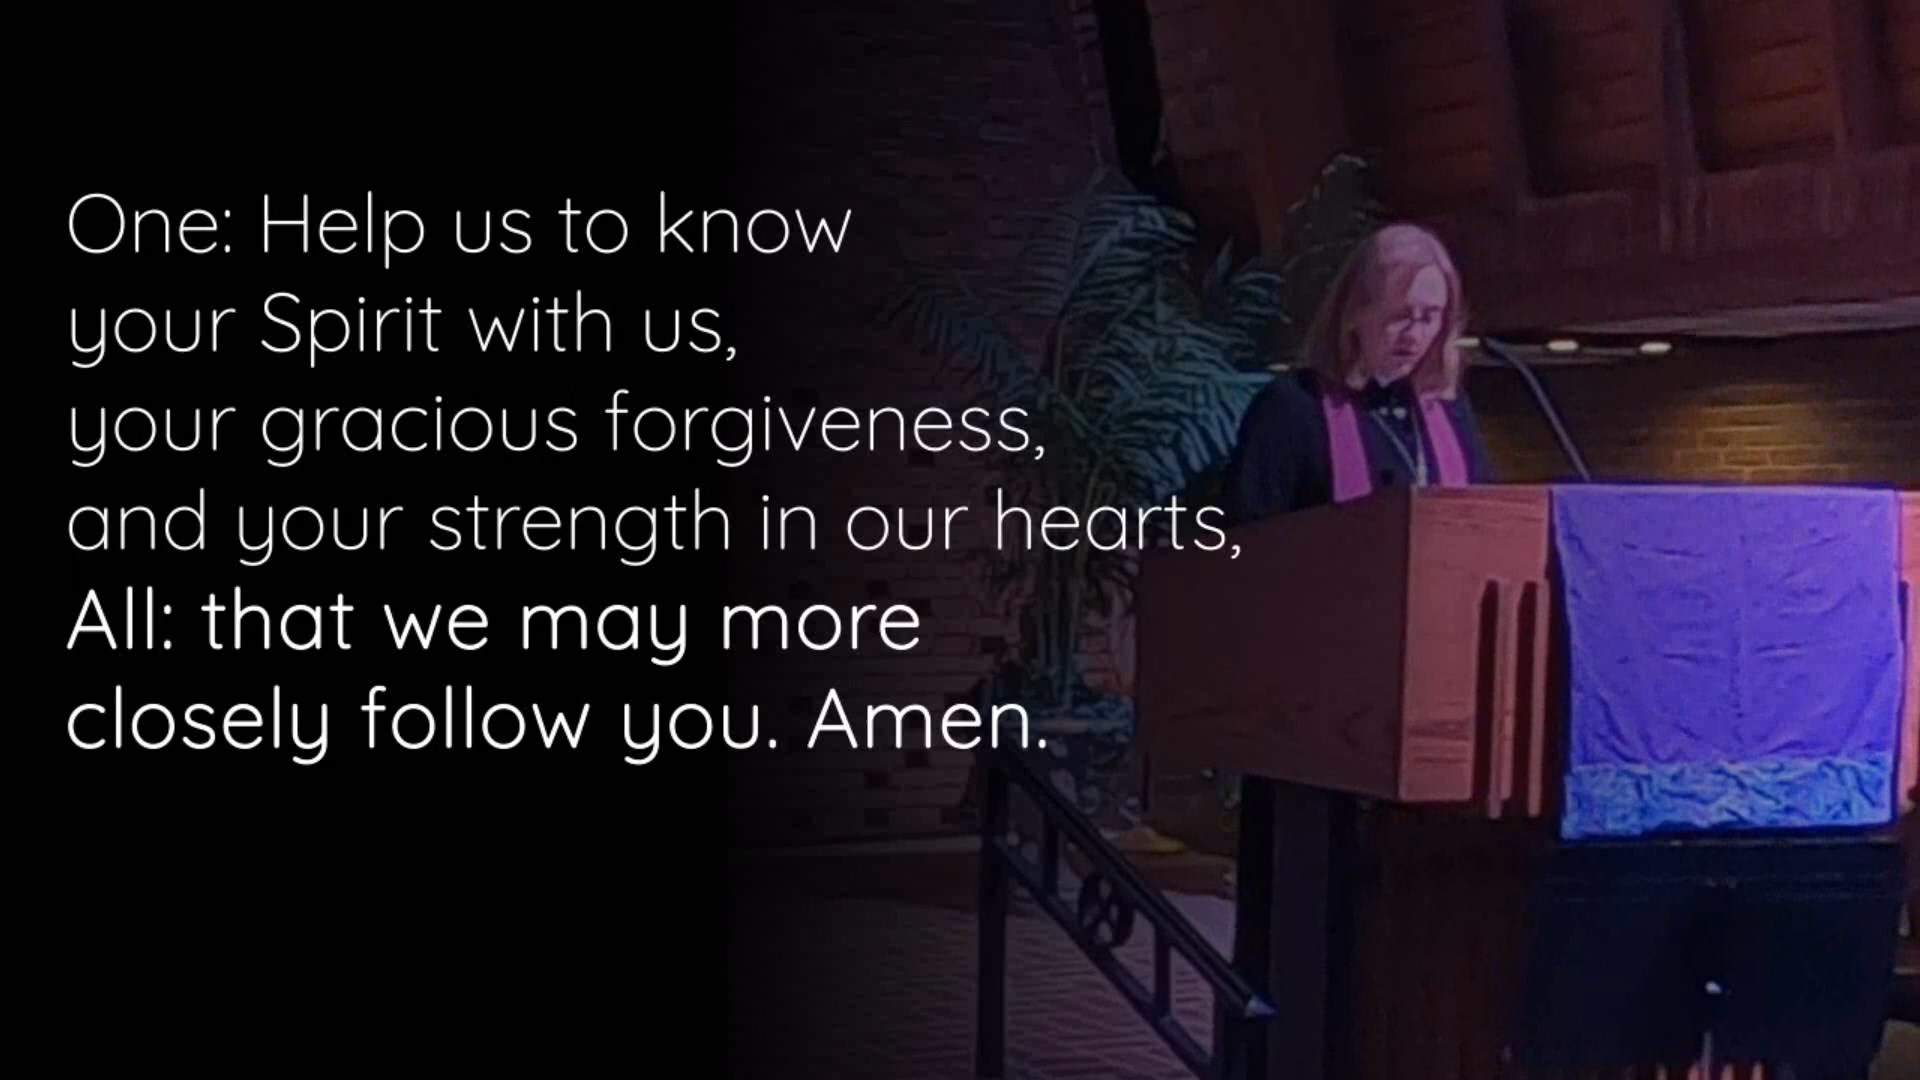 One: Help us to know
your Spirit with us,
your gracious forgiveness,
and your strength in our hearts,
All: that we may more
closely follow you. Amen.